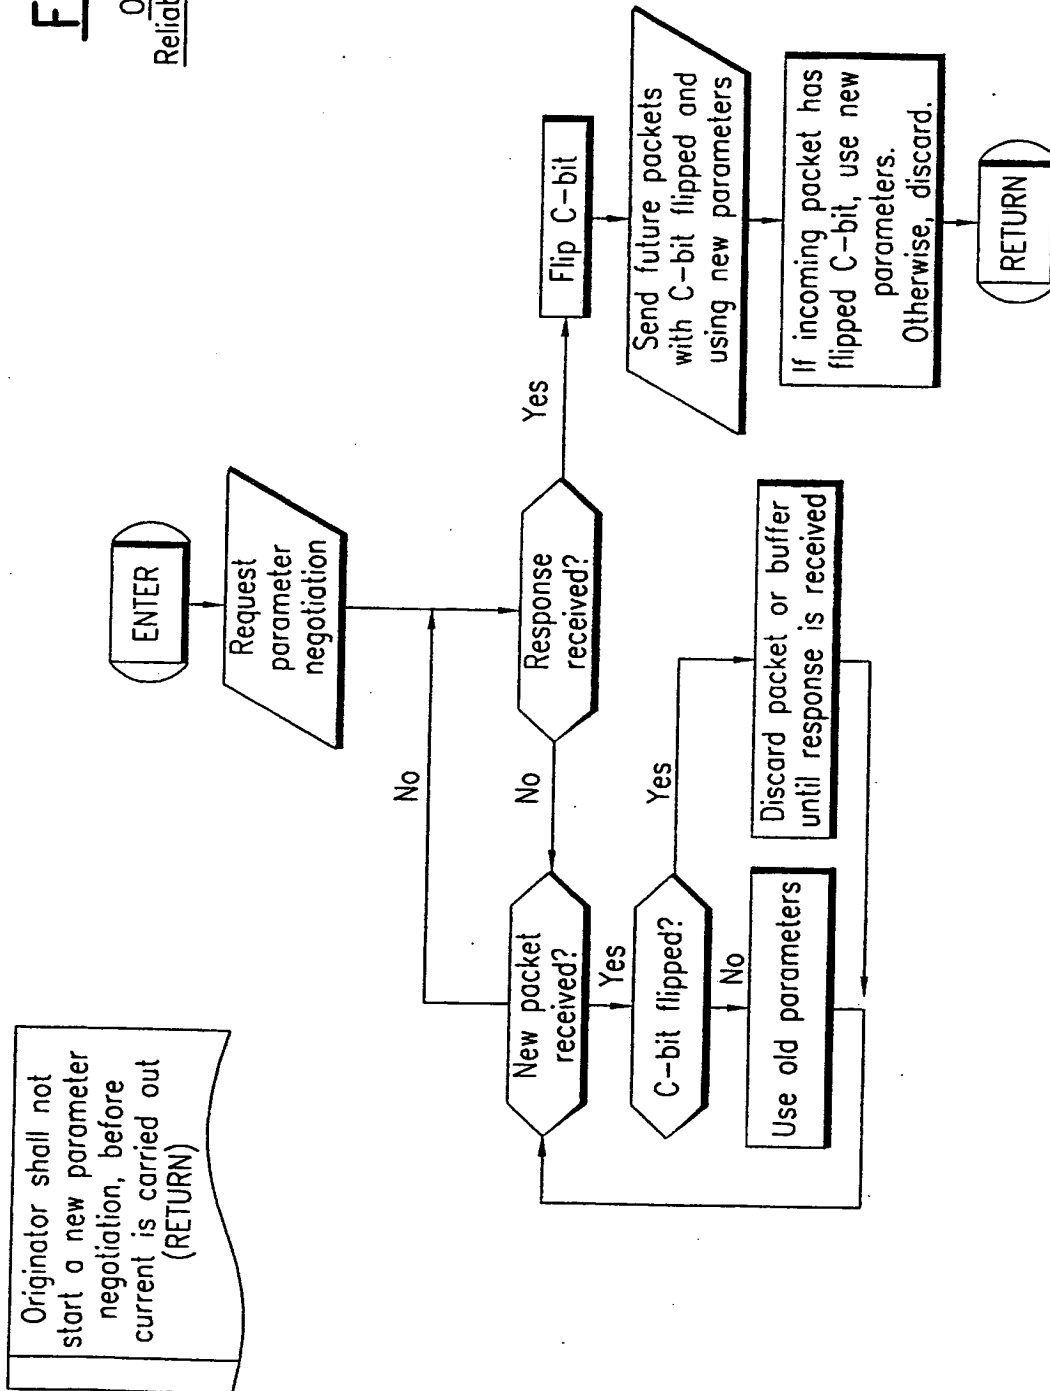 Originator shall not
start a new parameter
negotiation, before
current is carried out
(RETURN)
ENTER
Request
parameter
negotiation
No
Response
received?
Yes
No
New packet
received?
Yes
C-bit flipped?
Yes
No
Use old parameters
Discard packet or buffer
until response is received
Flip C-bit
Send future packets
with C-bit flipped and
using new parameters
If incoming packet has
flipped C-bit, use new
parameters.
Otherwise, discard.
RETURN